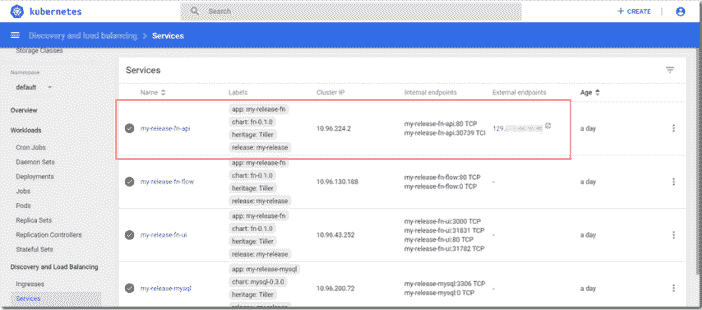 kubernetes
Search
+ CREATE
Discovery and load balancing > Services
Storage Classes
Namespace
default
Overview
Workloads
Cron Jobs
Daemon Sets
Deployments
Jobs
Pods
Replica Sets
Replication Controllers
Stateful Sets
Discovery and Load Balancing
Ingresses
Services
Services
Name Labels Cluster IP Internal endpoints External endpoints Age
my-release-fn-api
app: my-release-fn
chart: fn-0.1.0
heritage: Tiller
release: my-release
10.96.224.2
my-release-fn-api:80 TCP
my-release-fn-api:30739 TCP
129.
a day
my-release-fn-flow
app: my-release-fn
chart: fn-0.1.0
heritage: Tiller
release: my-release
10.96.130.188
my-release-fn-flow:80 TCP
my-release-fn-flow:0 TCP
-
a day
my-release-fn-ui
app: my-release-fn
chart: fn-0.1.0
heritage: Tiller
release: my-release
10.96.43.252
my-release-fn-ui:3000 TCP
my-release-fn-ui:31831 TCP
my-release-fn-ui:80 TCP
my-release-fn-ui:31782 TCP
-
a day
my-release-mysql
app: my-release-mysql
chart: mysql-0.3.0
heritage: Tiller
release: my-release
10.96.200.72
my-release-mysql:3306 TCP
my-release-mysql:0 TCP
-
a day